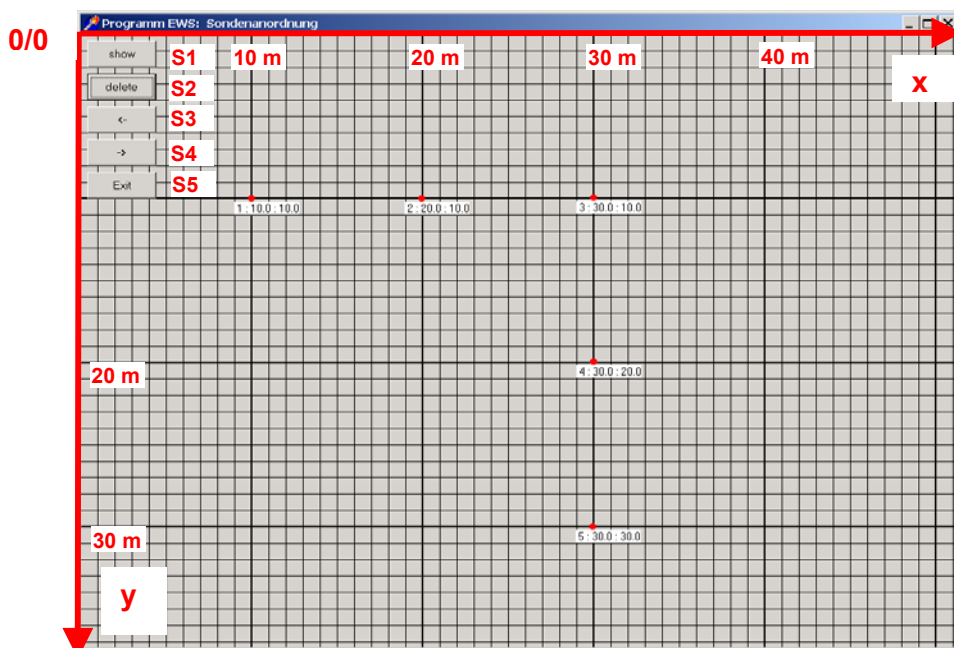 Programm EWS: Sondenanordnung
0/0
show S1 10 m 20 m 30 m 40 m
x
delete S2
<- S3
-> S4
Exit S5
1 : 10.0 : 10.0 2 : 20.0 : 10.0 3 : 30.0 : 10.0
20 m 4 : 30.0 : 20.0
30 m 5 : 30.0 : 30.0
y